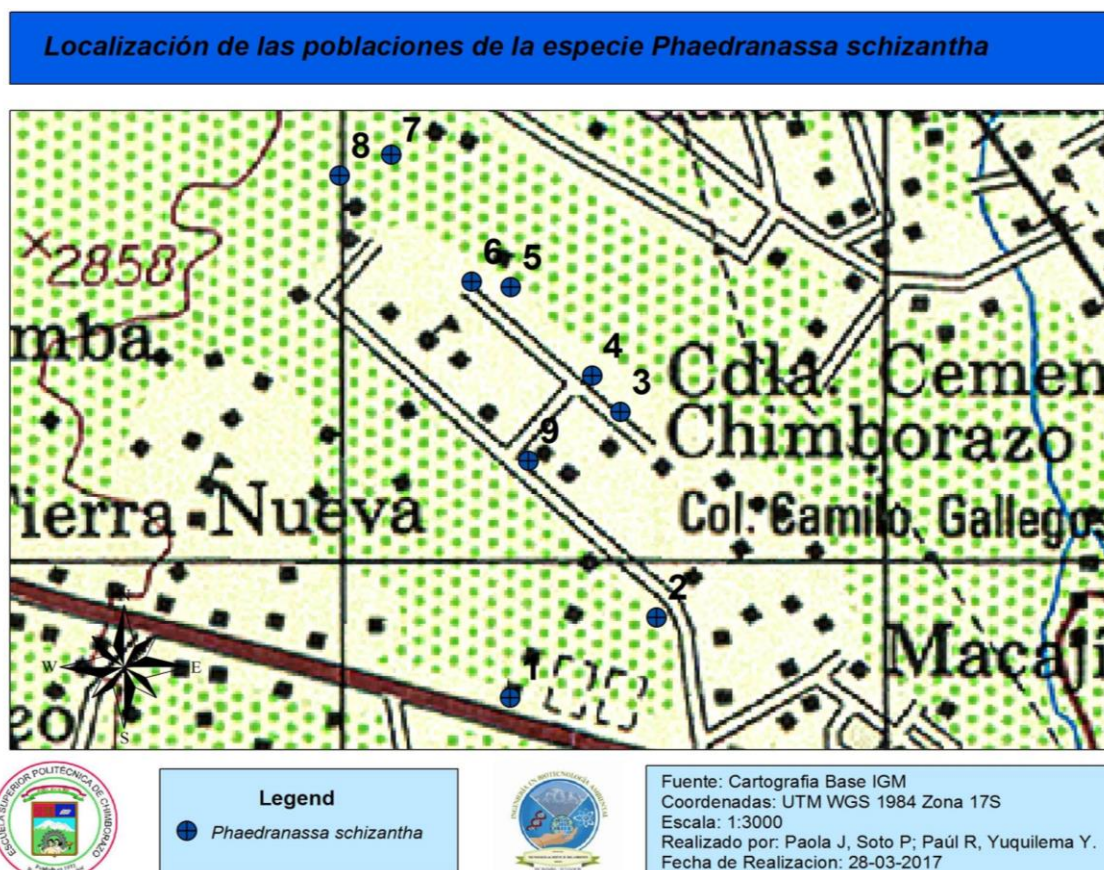 Localización de las poblaciones de la especie Phaedranassa schizantha
7
8
2858
6
5
mba
4
3
Cdla. Cemen
Chimborazo
9
ierra Nueva
Col. Camilo Gallegos
2
N
W
E
S
Macaji
1
eo
ESCUELA SUPERIOR POLITÉCNICA DE CHIMBORAZO
Legend
Phaedranassa schizantha
INGENIERÍA EN BIOTECNOLOGÍA AMBIENTAL
Fuente: Cartografia Base IGM
Coordenadas: UTM WGS 1984 Zona 17S
Escala: 1:3000
Realizado por: Paola J, Soto P; Paúl R, Yuquilema Y.
Fecha de Realizacion: 28-03-2017